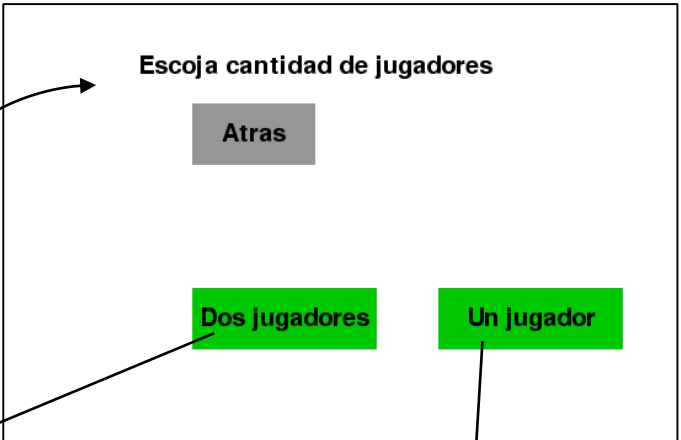 Escoja cantidad de jugadores
Atras
Dos jugadores
Un jugador